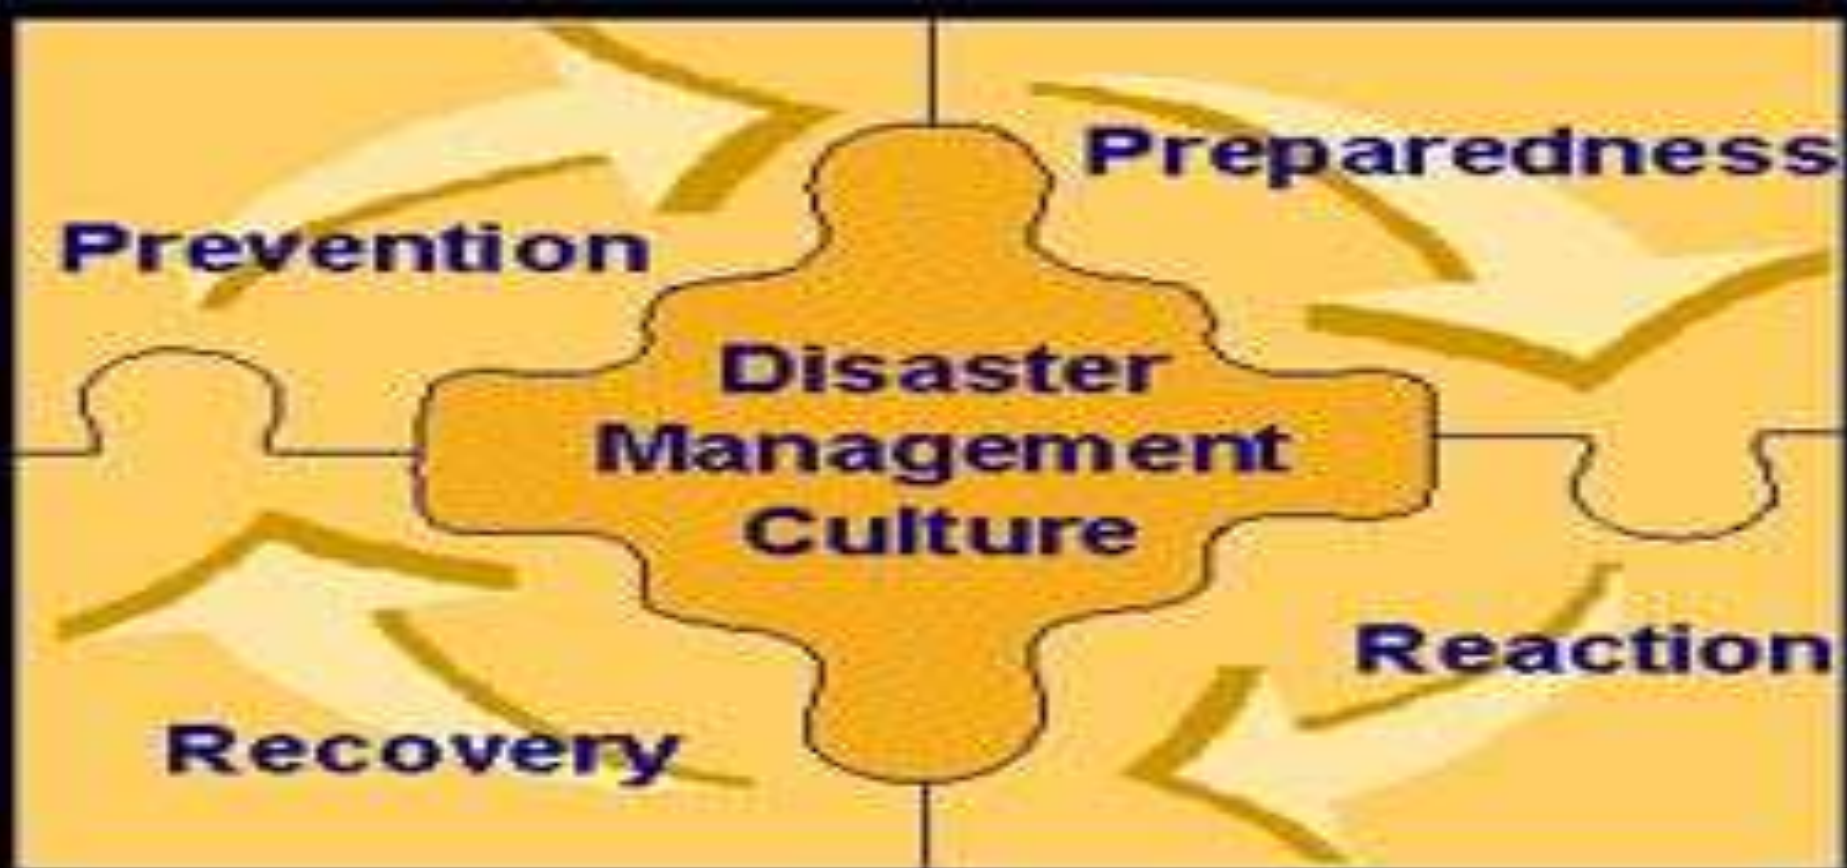 Preparedness
Prevention
Disaster
Management
Culture
Reaction
Recovery